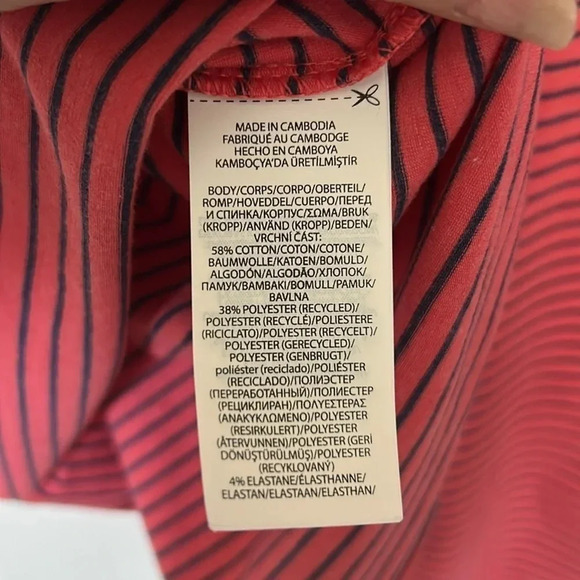 MADE IN CAMBODIA
FABRIQUÉ AU CAMBODGE
HECHO EN CAMBOYA
KAMBOÇYA'DA ÜRETİLMİŞTİR
BODY/CORPS/CORPO/OBERTEIL/
ROMP/HOVEDDEL/CUERPO/ПЕРЕД
И СПИНКА/КОРПУС/ΣΩΜΑ/BRUK
(KROPP)/ANVÄND (KROPP)/BEDEN/
VRCHNÍ ČÁST:
58% COTTON/COTON/COTONE/
BAUMWOLLE/KATOEN/BOMULD/
ALGODÓN/ALGODÃO/ХЛОПОК/
ПАМУК/ΒΑΜΒΑΚΙ/BOMULL/PAMUK/
BAVLNA
38% POLYESTER (RECYCLED)/
POLYESTER (RECYCLÉ)/POLIESTERE
(RICICLATO)/POLYESTER (RECYCELT)/
POLYESTER (GERECYCLED)/
POLYESTER (GENBRUGT)/
poliéster (reciclado)/POLIÉSTER
(RECICLADO)/ПОЛИЭСТЕР
(ПЕРЕРАБОТАННЫЙ)/ПОЛИЕСТЕР
(РЕЦИКЛИРАН)/ΠΟΛΥΕΣΤΕΡΑΣ
(ΑΝΑΚΥΚΛΩΜΕΝΟ)/POLYESTER
(RESIRKULERT)/POLYESTER
(ÅTERVUNNEN)/POLYESTER (GERİ
DÖNÜŞTÜRÜLMÜŞ)/POLYESTER
(RECYKLOVANÝ)
4% ELASTANE/ÉLASTHANNE/
ELASTAN/ELASTAAN/ELASTHAN/